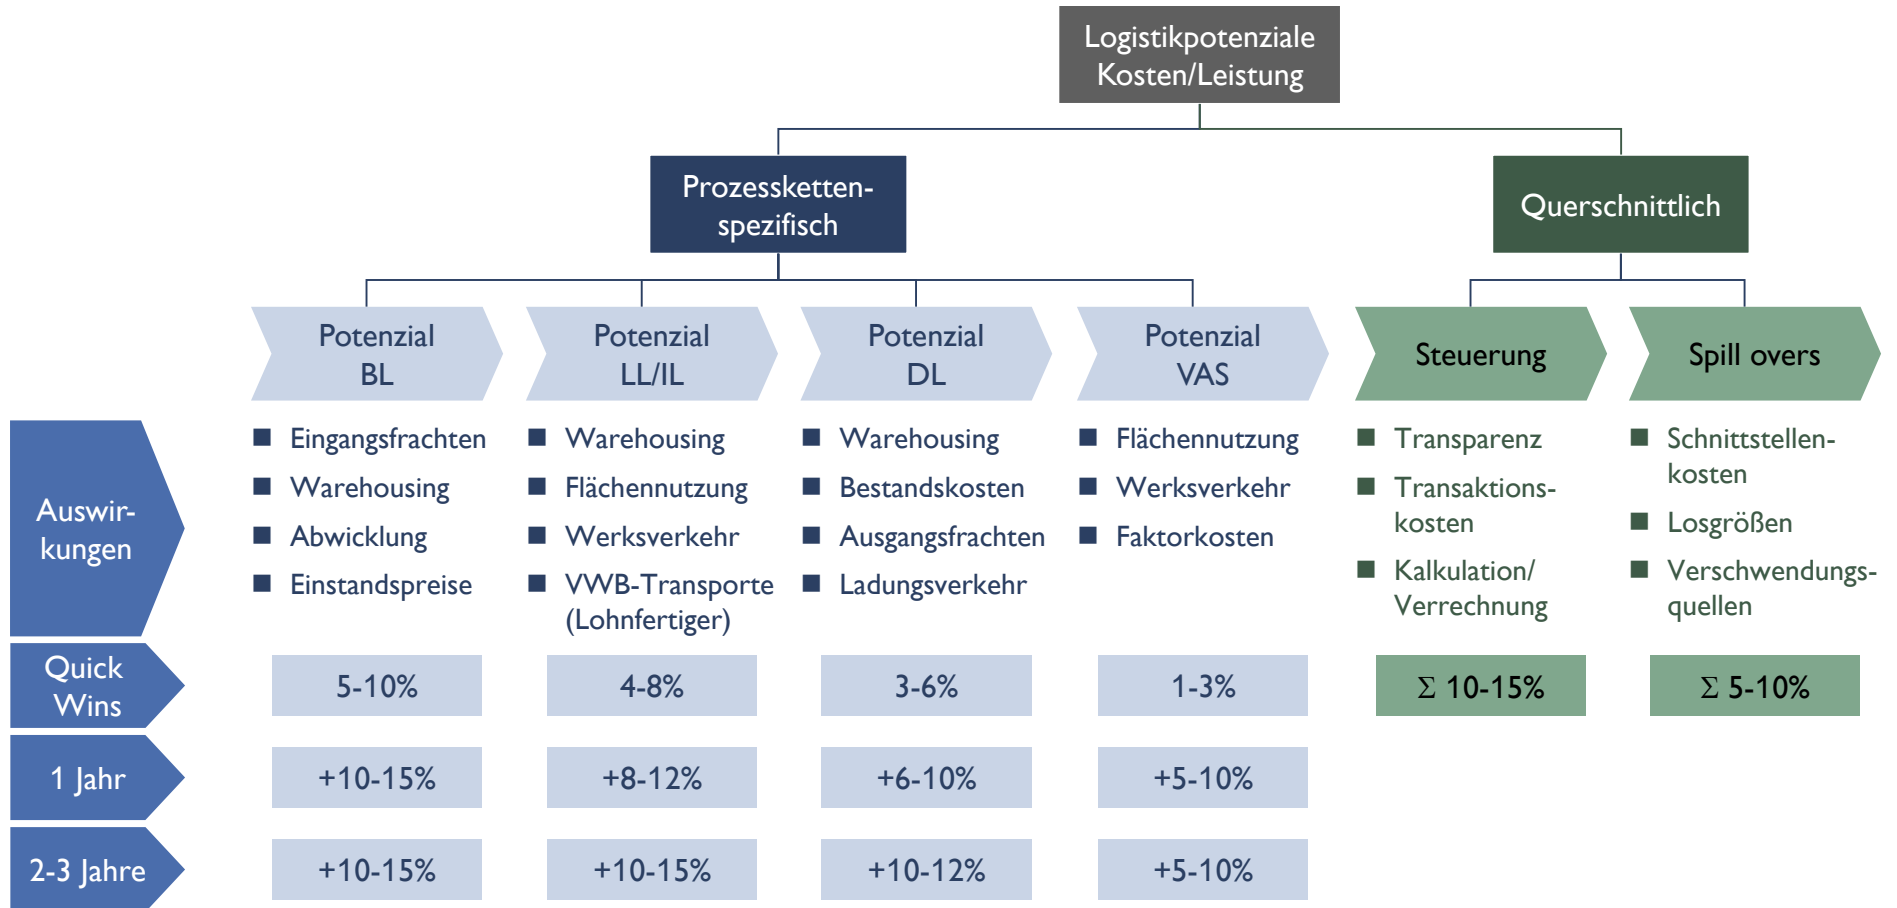 Logistikpotenziale
Kosten/Leistung
Prozessketten-
spezifisch
Querschnittlich
Potenzial
BL
Potenzial
LL/IL
Potenzial
DL
Potenzial
VAS
Steuerung
Spill overs
Auswir-
kungen
Eingangsfrachten
Warehousing
Abwicklung
Einstandspreise
Warehousing
Flächennutzung
Werksverkehr
VWB-Transporte
(Lohnfertiger)
Warehousing
Bestandskosten
Ausgangsfrachten
Ladungsverkehr
Flächennutzung
Werksverkehr
Faktorkosten
Transparenz
Transaktions-
kosten
Kalkulation/
Verrechnung
Schnittstellen-
kosten
Losgrößen
Verschwendungs-
quellen
Quick
Wins
5-10%
4-8%
3-6%
1-3%
Σ 10-15%
Σ 5-10%
1 Jahr
+10-15%
+8-12%
+6-10%
+5-10%
2-3 Jahre
+10-15%
+10-15%
+10-12%
+5-10%